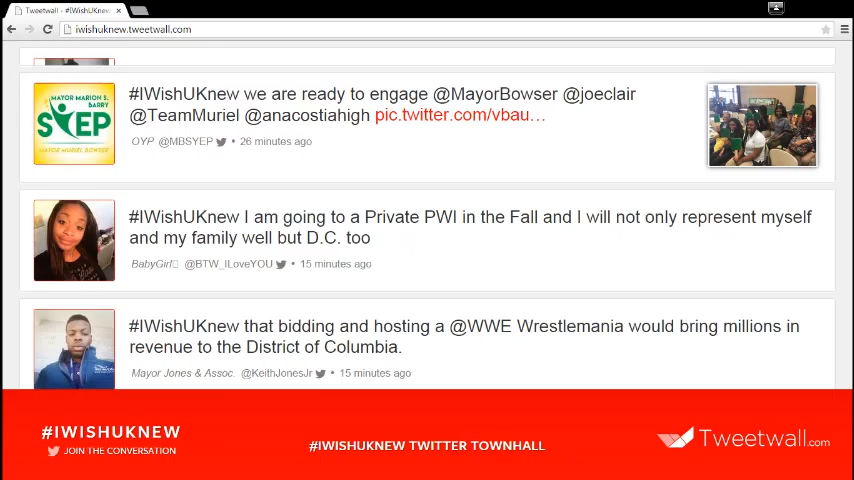 Tweetwall - #IWishUKnew
iwishuknew.tweetwall.com
MAYOR MARION S.
BARRY
SYEP
MAYOR MURIEL BOWSER
#IWishUKnew we are ready to engage @MayorBowser @joeclair
@TeamMuriel @anacostiahigh pic.twitter.com/vbau…
OYP @MBSYEP • 26 minutes ago
#IWishUKnew I am going to a Private PWI in the Fall and I will not only represent myself
and my family well but D.C. too
BabyGirl @BTW_ILoveYOU • 15 minutes ago
#IWishUKnew that bidding and hosting a @WWE Wrestlemania would bring millions in
revenue to the District of Columbia.
Mayor Jones & Assoc. @KeithJonesJr • 15 minutes ago
#IWISHUKNEW
JOIN THE CONVERSATION
#IWISHUKNEW TWITTER TOWNHALL
Tweetwall.com